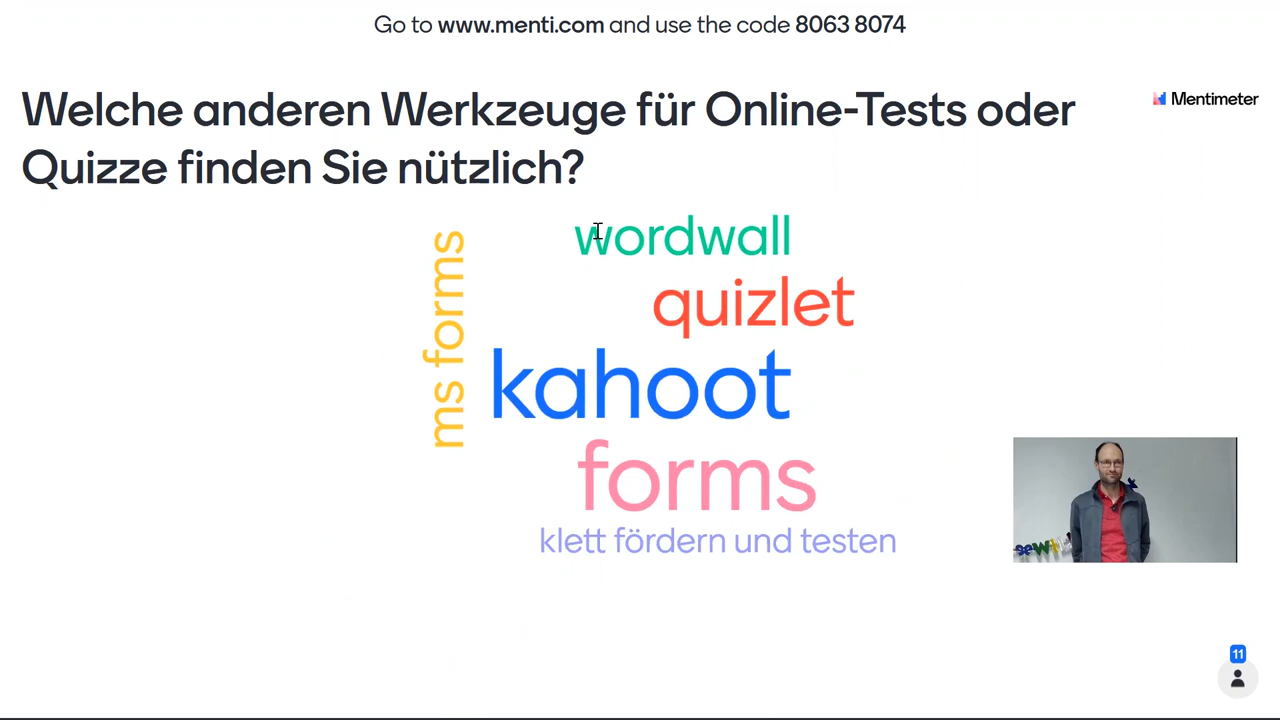 Go to www.menti.com and use the code 8063 8074
Welche anderen Werkzeuge für Online-Tests oder
Quizze finden Sie nützlich?
Mentimeter
wordwall
ms forms
quizlet
kahoot
forms
klett fördern und testen
11